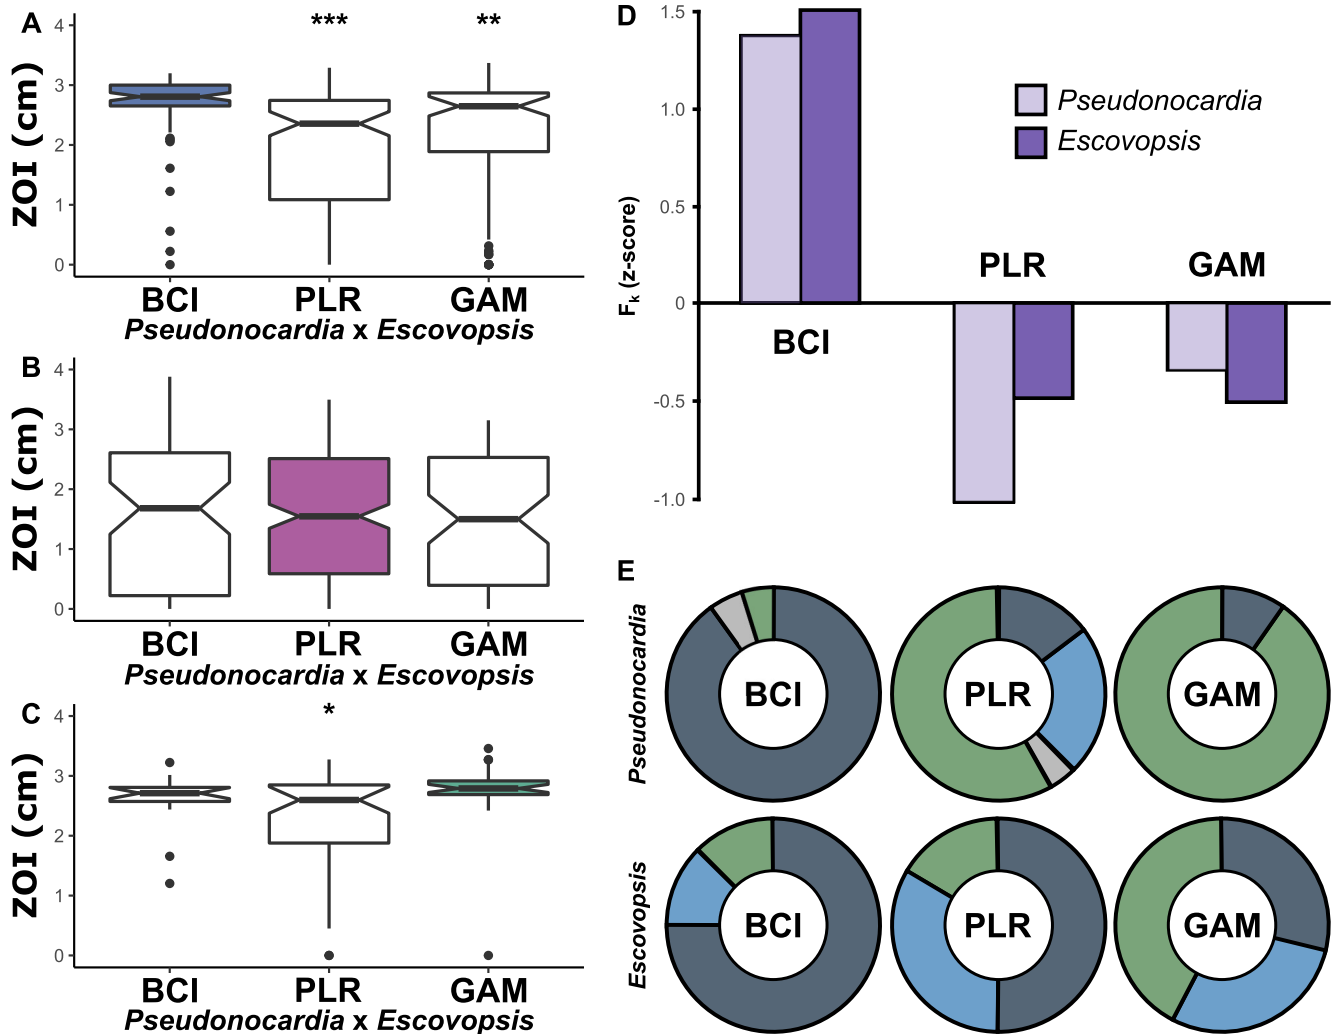 A
*** **
ZOI (cm)
4
3
2
1
0
BCI PLR GAM
Pseudonocardia x Escovopsis
B
ZOI (cm)
4
3
2
1
0
BCI PLR GAM
Pseudonocardia x Escovopsis
C
*
ZOI (cm)
4
3
2
1
0
BCI PLR GAM
Pseudonocardia x Escovopsis
D
Fk (z-score)
1.5
1.0
0.5
0
-0.5
-1.0
Pseudonocardia
Escovopsis
BCI
PLR
GAM
E
Pseudonocardia
BCI PLR GAM
Escovopsis
BCI PLR GAM